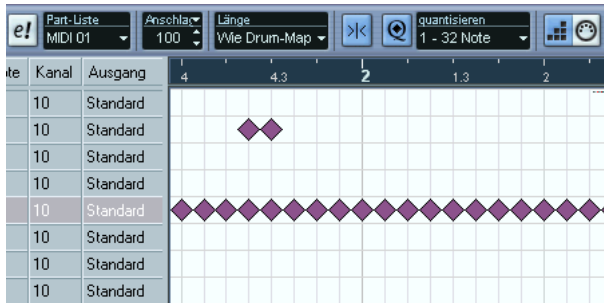 e! Part-Liste Anschlag Länge quantisieren
MIDI 01 100 Wie Drum-Map 1 - 32 Note
te Kanal Ausgang 4 4.3 2 1.3 2
10 Standard
10 Standard
10 Standard
10 Standard
10 Standard
10 Standard
10 Standard
10 Standard